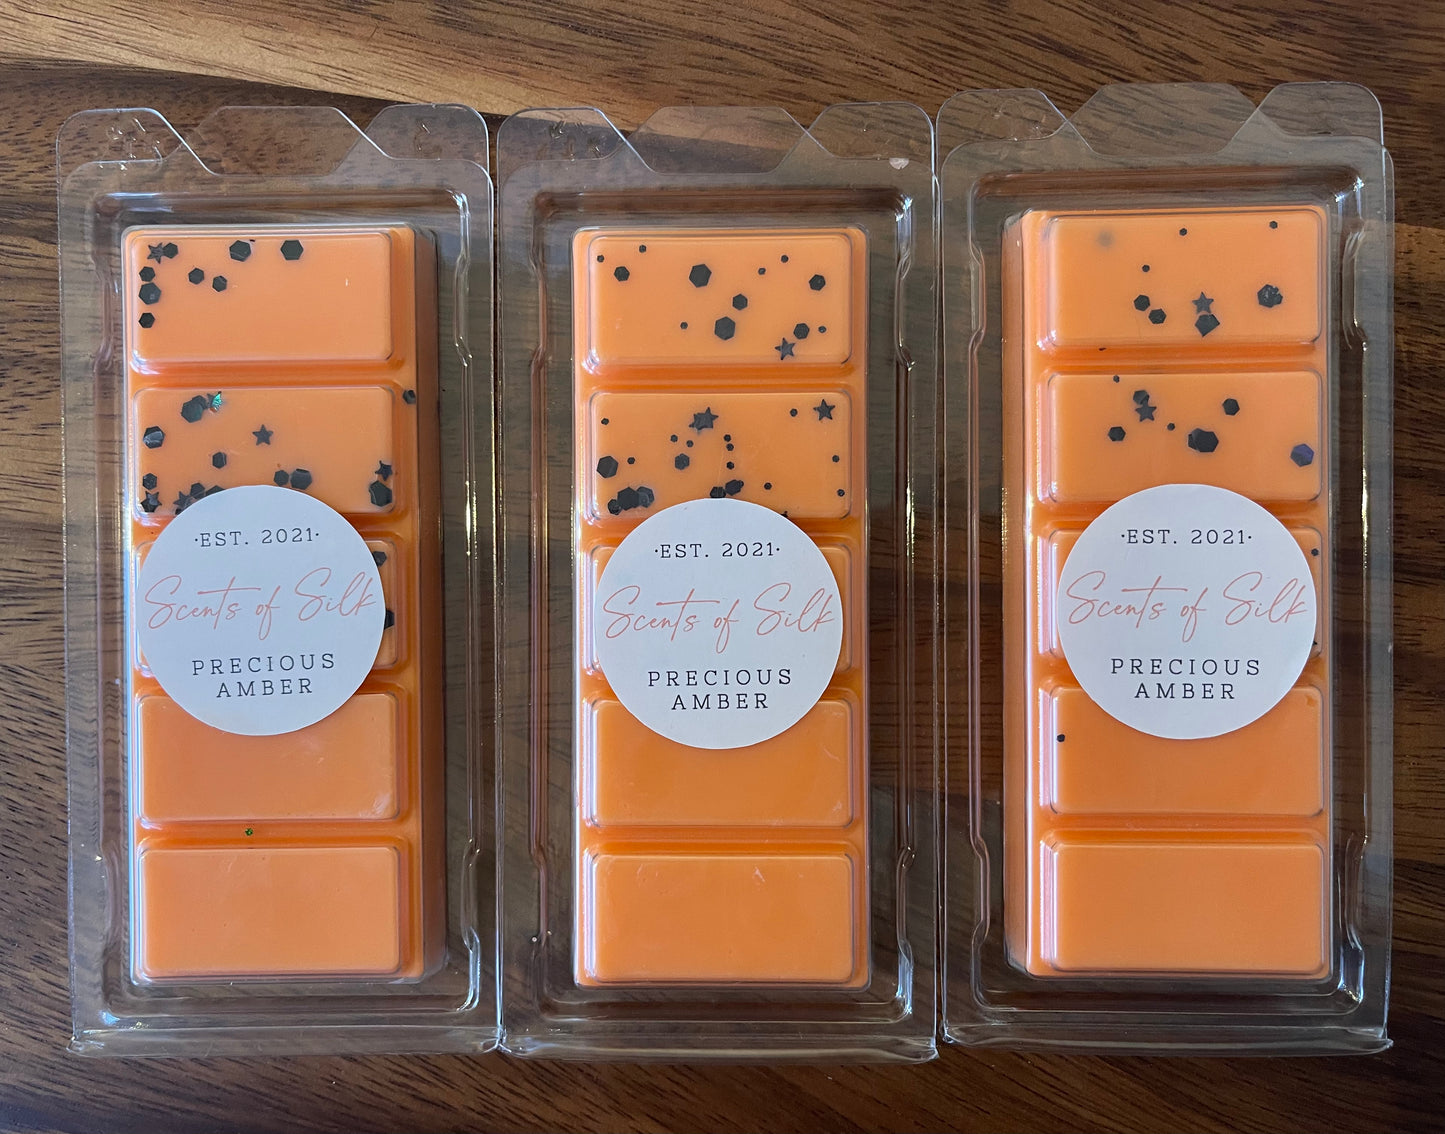 ·EST. 2021·
Scents of Silk
PRECIOUS
AMBER
·EST. 2021·
Scents of Silk
PRECIOUS
AMBER
·EST. 2021·
Scents of Silk
PRECIOUS
AMBER